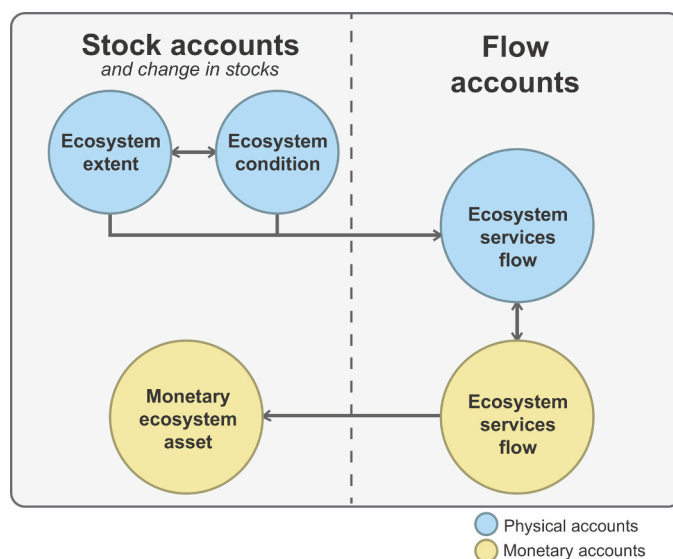 Stock accounts
and change in stocks
Flow
accounts
Ecosystem
extent
Ecosystem
condition
Ecosystem
services
flow
Monetary
ecosystem
asset
Ecosystem
services
flow
Physical accounts
Monetary accounts